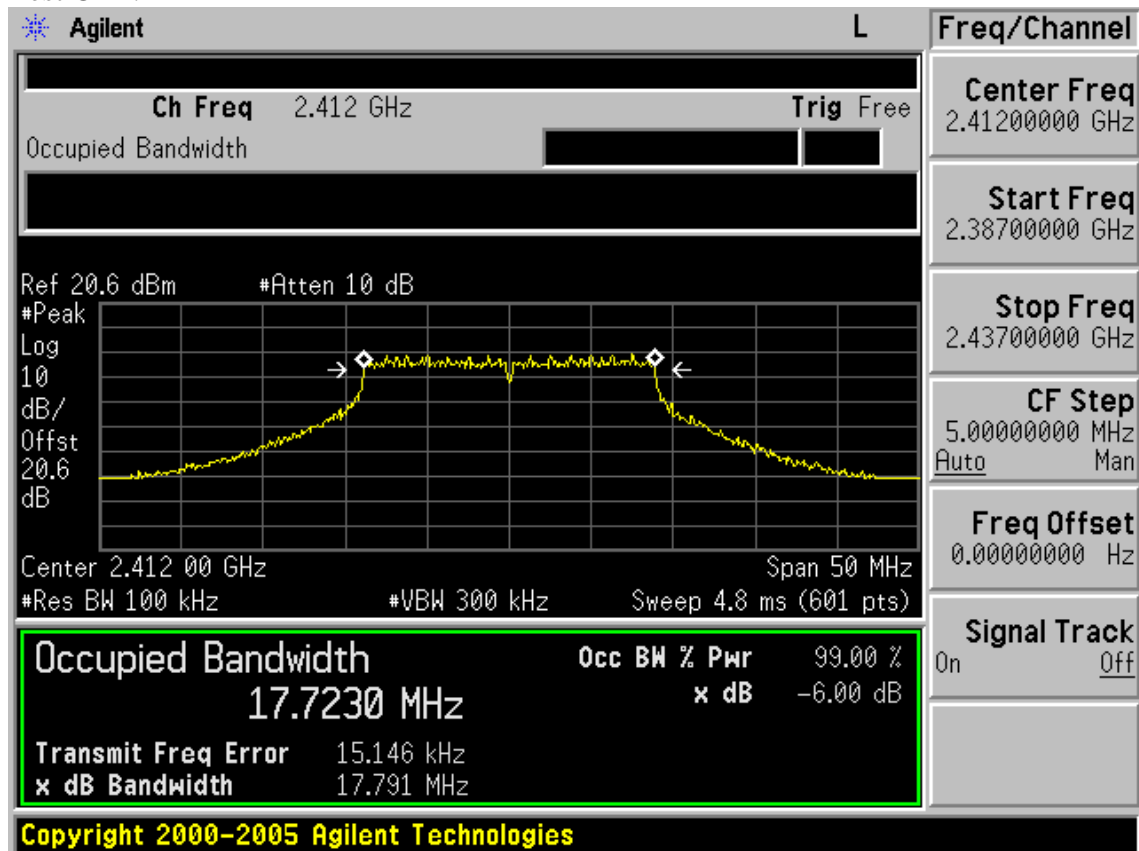 Agilent L
Ch Freq 2.412 GHz Trig Free
Occupied Bandwidth
Ref 20.6 dBm #Atten 10 dB
#Peak
Log
10
dB/
Offst
20.6
dB
Center 2.412 00 GHz Span 50 MHz
#Res BW 100 kHz #VBW 300 kHz Sweep 4.8 ms (601 pts)
Occupied Bandwidth
17.7230 MHz
Occ BW % Pwr 99.00 %
x dB -6.00 dB
Transmit Freq Error 15.146 kHz
x dB Bandwidth 17.791 MHz
Copyright 2000-2005 Agilent Technologies
Freq/Channel
Center Freq
2.41200000 GHz
Start Freq
2.38700000 GHz
Stop Freq
2.43700000 GHz
CF Step
5.00000000 MHz
Auto Man
Freq Offset
0.00000000 Hz
Signal Track
On Off